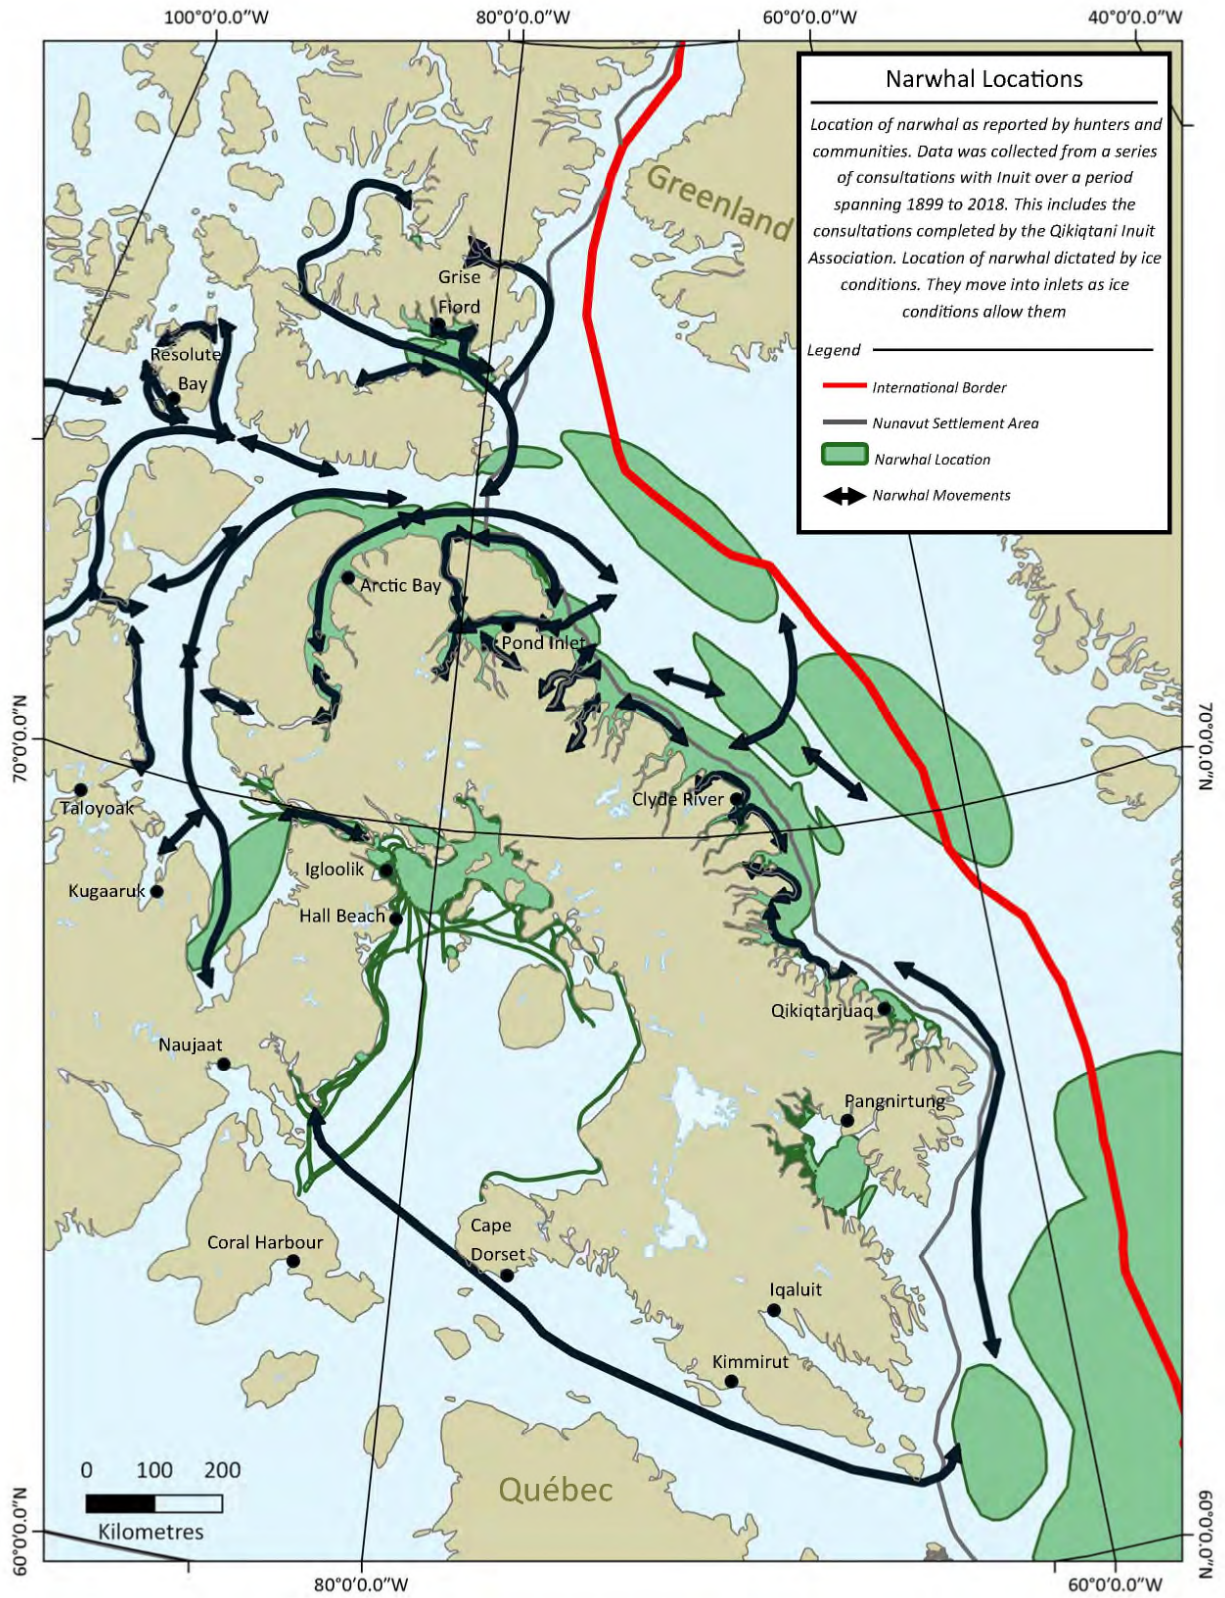 100°0'0.0"W
80°0'0.0"W
60°0'0.0"W
40°0'0.0"W
Narwhal Locations
Location of narwhal as reported by hunters and
communities. Data was collected from a series
of consultations with Inuit over a period
spanning 1899 to 2018. This includes the
consultations completed by the Qikiqtani Inuit
Association. Location of narwhal dictated by ice
conditions. They move into inlets as ice
conditions allow them
Legend
International Border
Nunavut Settlement Area
Narwhal Location
Narwhal Movements
Greenland
Grise
Fiord
Resolute
Bay
Arctic Bay
Pond Inlet
70°0'0.0"N
70°0'0.0"N
Taloyoak
Clyde River
Igloolik
Kugaaruk
Hall Beach
Qikiqtarjuaq
Naujaat
Pangnirtung
Coral Harbour
Cape
Dorset
Iqaluit
Kimmirut
Québec
0 100 200
Kilometres
60°0'0.0"N
60°0'0.0"N
80°0'0.0"W
60°0'0.0"W